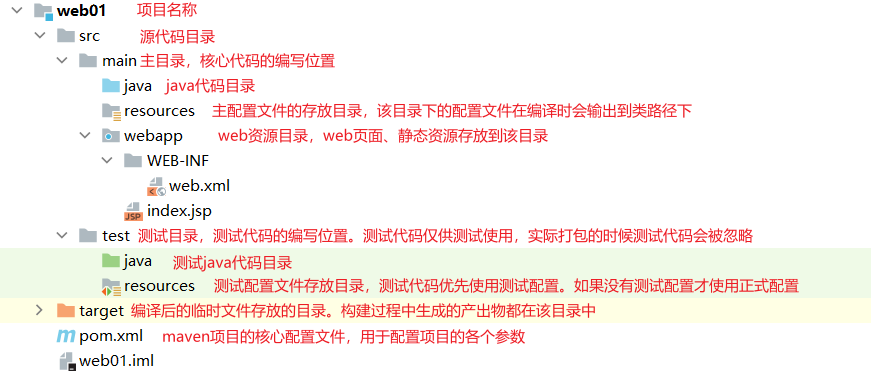 web01 项目名称
src 源代码目录
main 主目录，核心代码的编写位置
java java代码目录
resources 主配置文件的存放目录，该目录下的配置文件在编译时会输出到类路径下
webapp web资源目录，web页面、静态资源存放到该目录
WEB-INF
web.xml
index.jsp
test 测试目录，测试代码的编写位置。测试代码仅供测试使用，实际打包的时候测试代码会被忽略
java 测试java代码目录
resources 测试配置文件存放目录，测试代码优先使用测试配置。如果没有测试配置才使用正式配置
target 编译后的临时文件存放的目录。构建过程中生成的产出物都在该目录中
pom.xml maven项目的核心配置文件，用于配置项目的各个参数
web01.iml